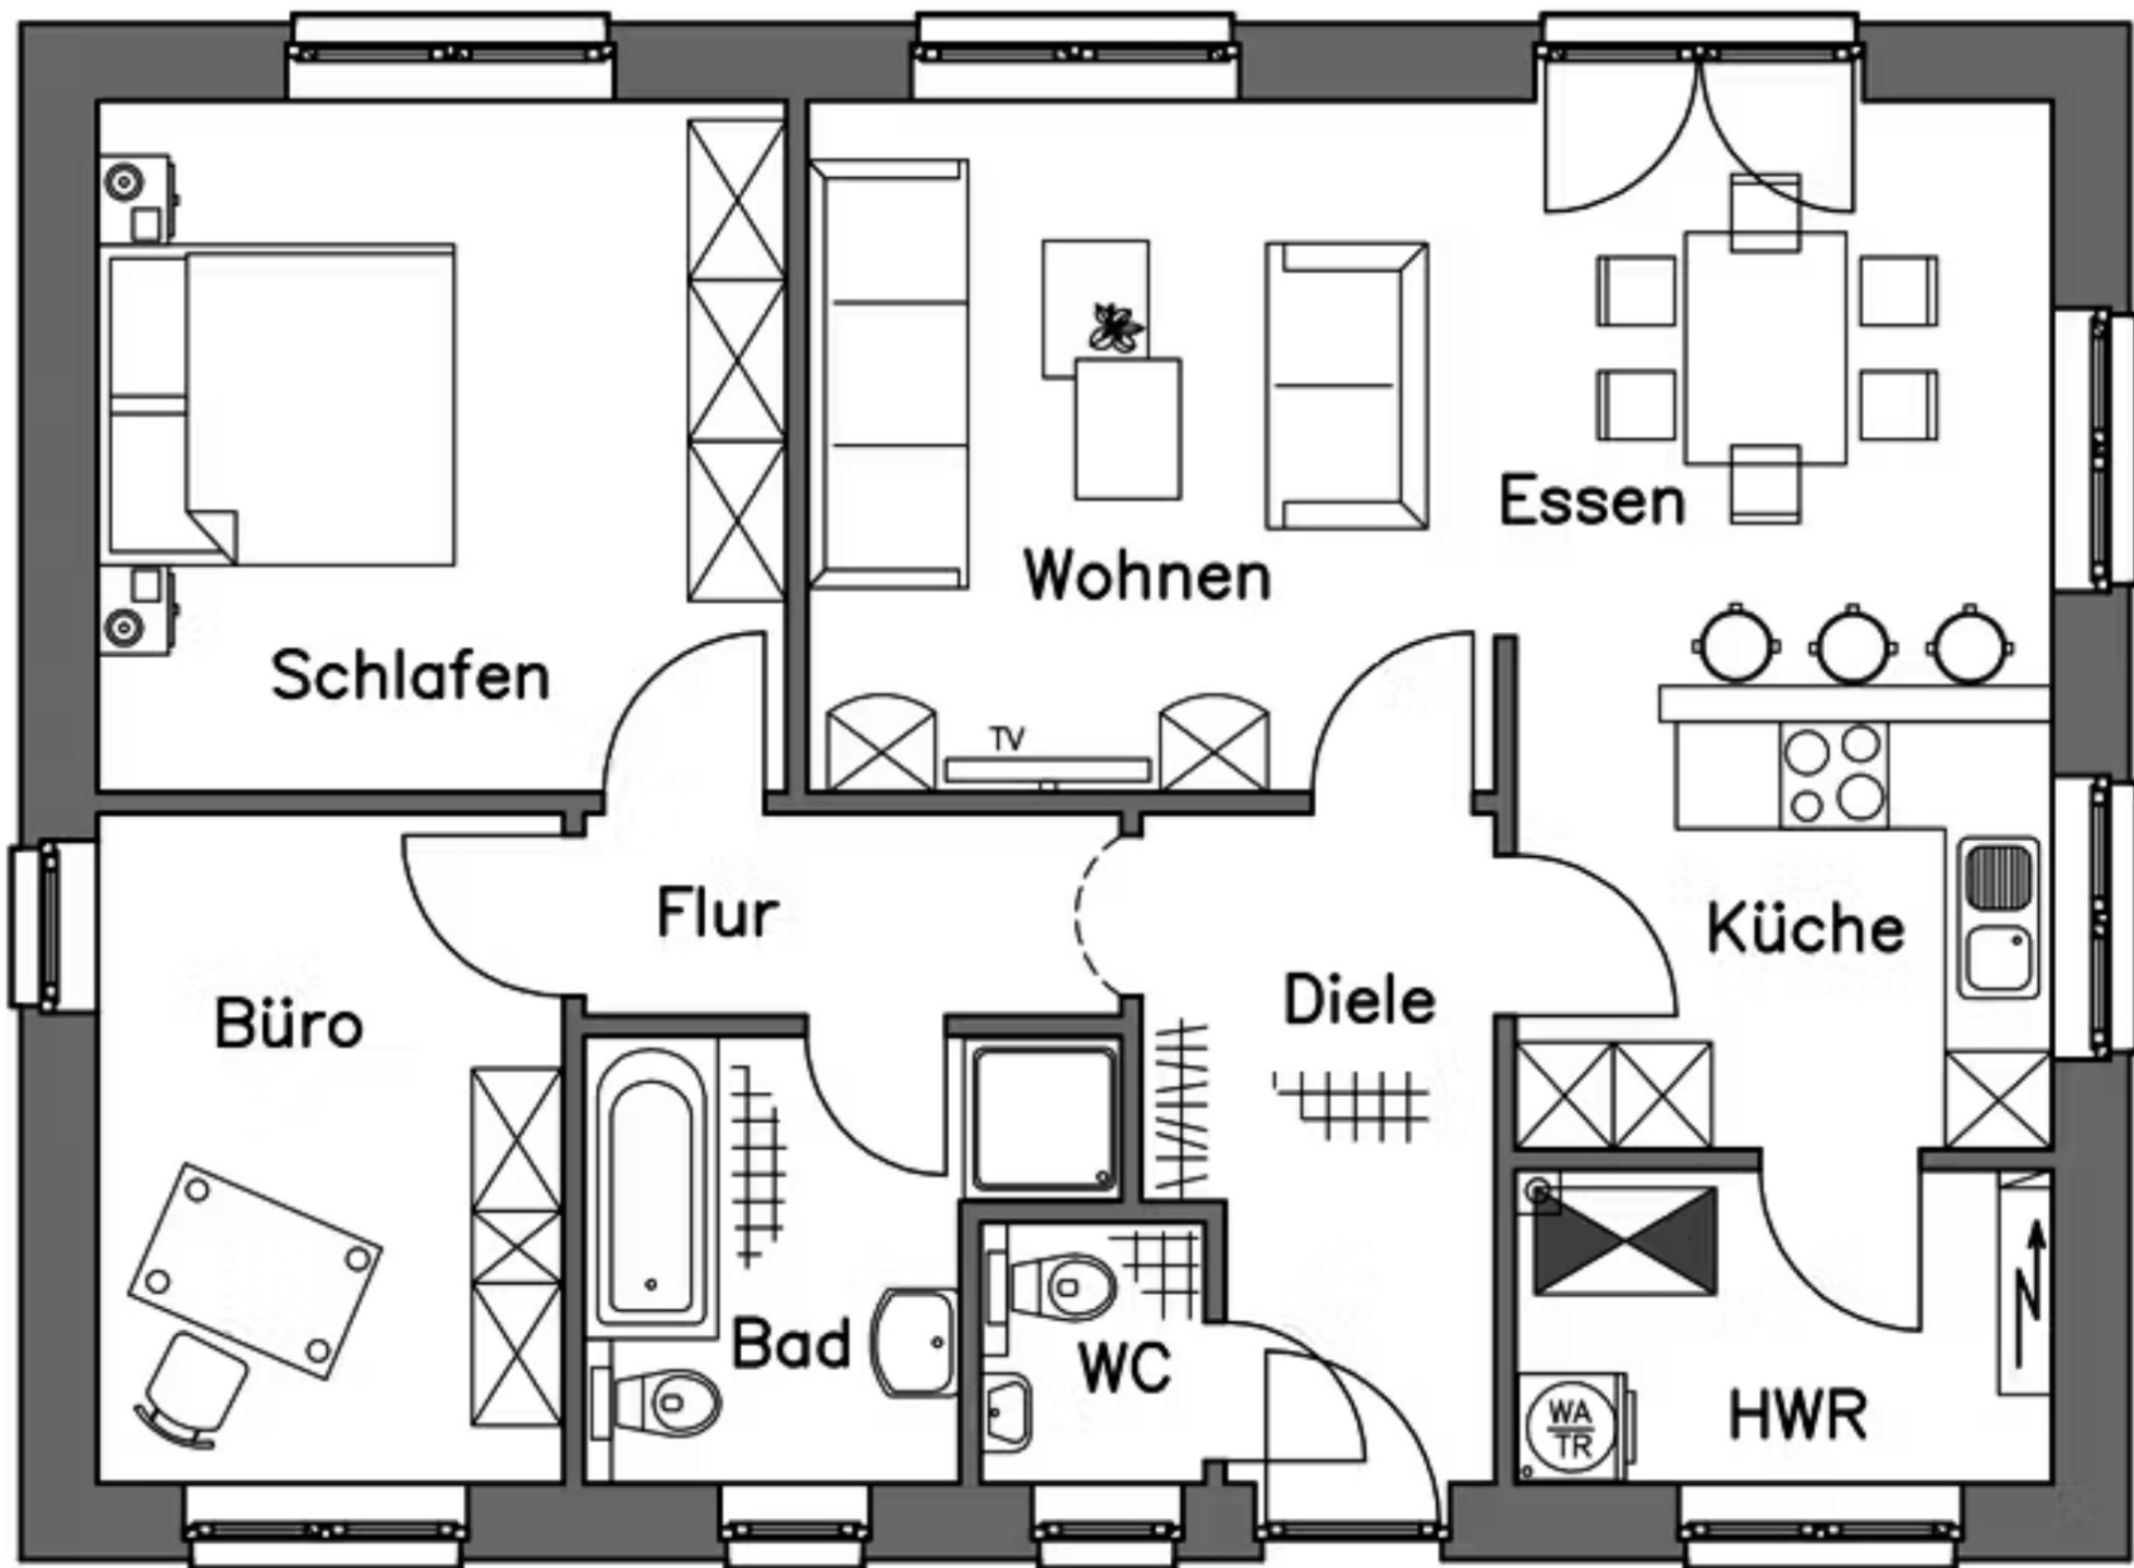 Essen
Wohnen
Schlafen
TV
Flur
Küche
Diele
Büro
Bad
WC
HWR
WA
TR
N